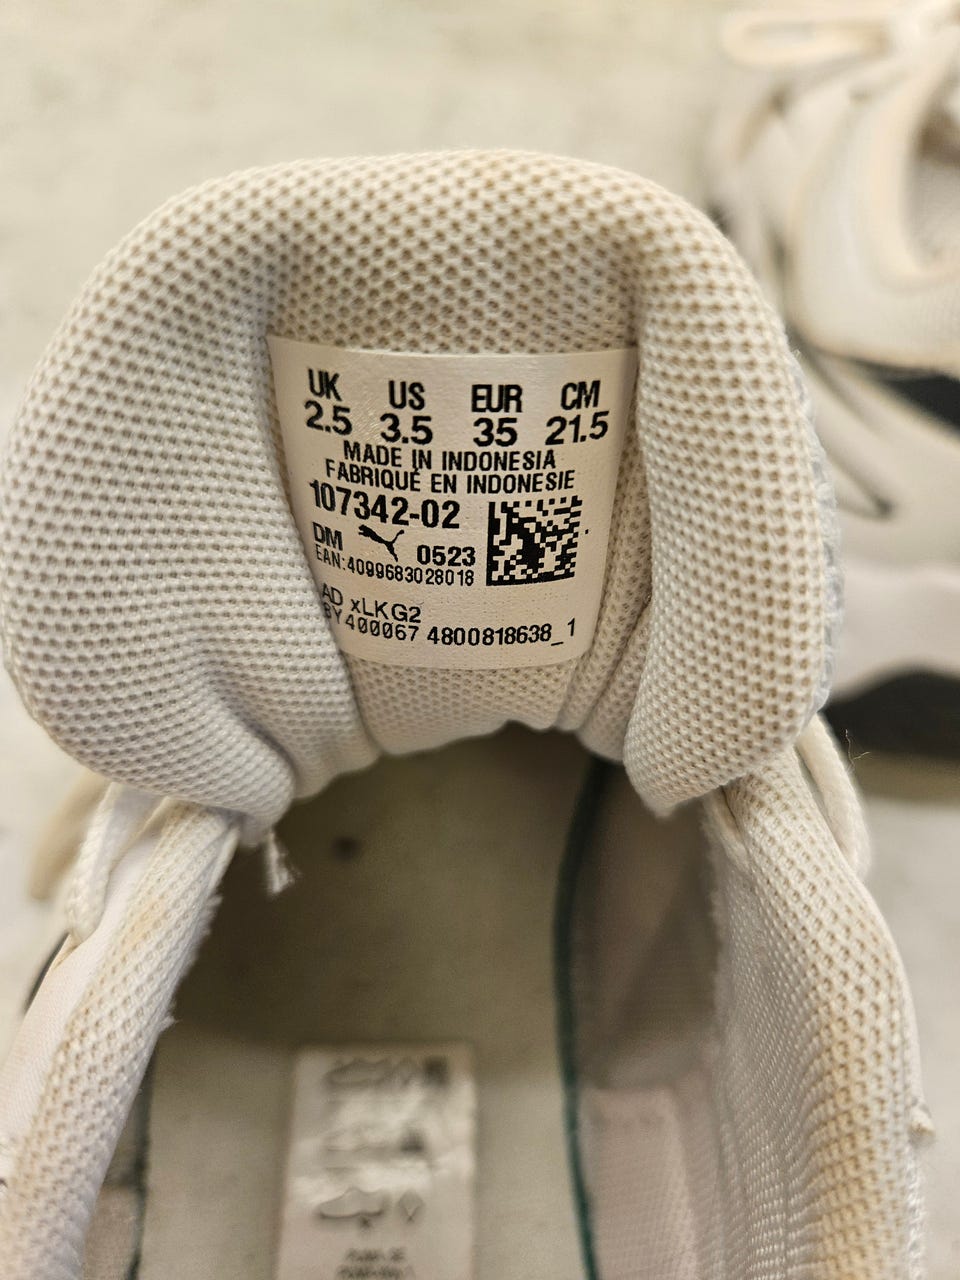 UK US EUR CM
2.5 3.5 35 21.5
MADE IN INDONESIA
FABRIQUÉ EN INDONESIE
107342-02
DM 0523
EAN:4099683028018
AD xLKG2
BY400067 4800818638_1